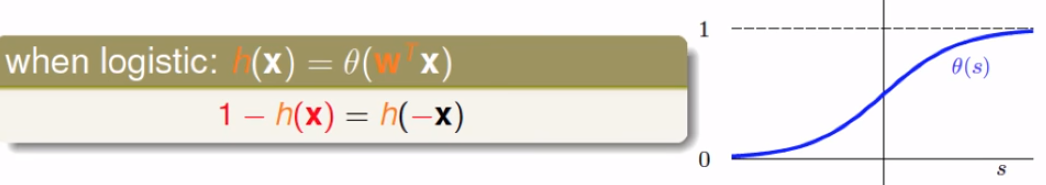 when logistic: h(x) = θ(wᵀx)
1 − h(x) = h(−x)
1
θ(s)
0
s